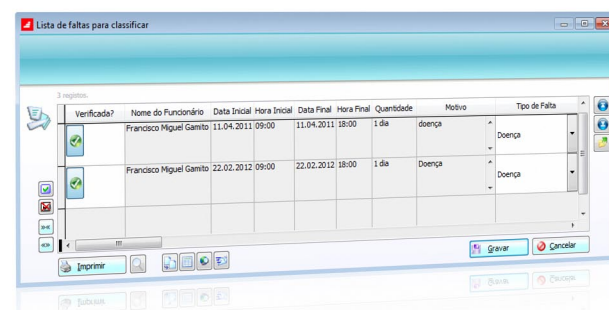 Lista de faltas para classificar
3 registos.
Verificada? Nome do Funcionário Data Inicial Hora Inicial Data Final Hora Final Quantidade Motivo Tipo de Falta
Francisco Miguel Gamito 11.04.2011 09:00 11.04.2011 18:00 1 dia doença Doença
Francisco Miguel Gamito 22.02.2012 09:00 22.02.2012 18:00 1 dia Doença Doença
Imprimir Gravar Cancelar